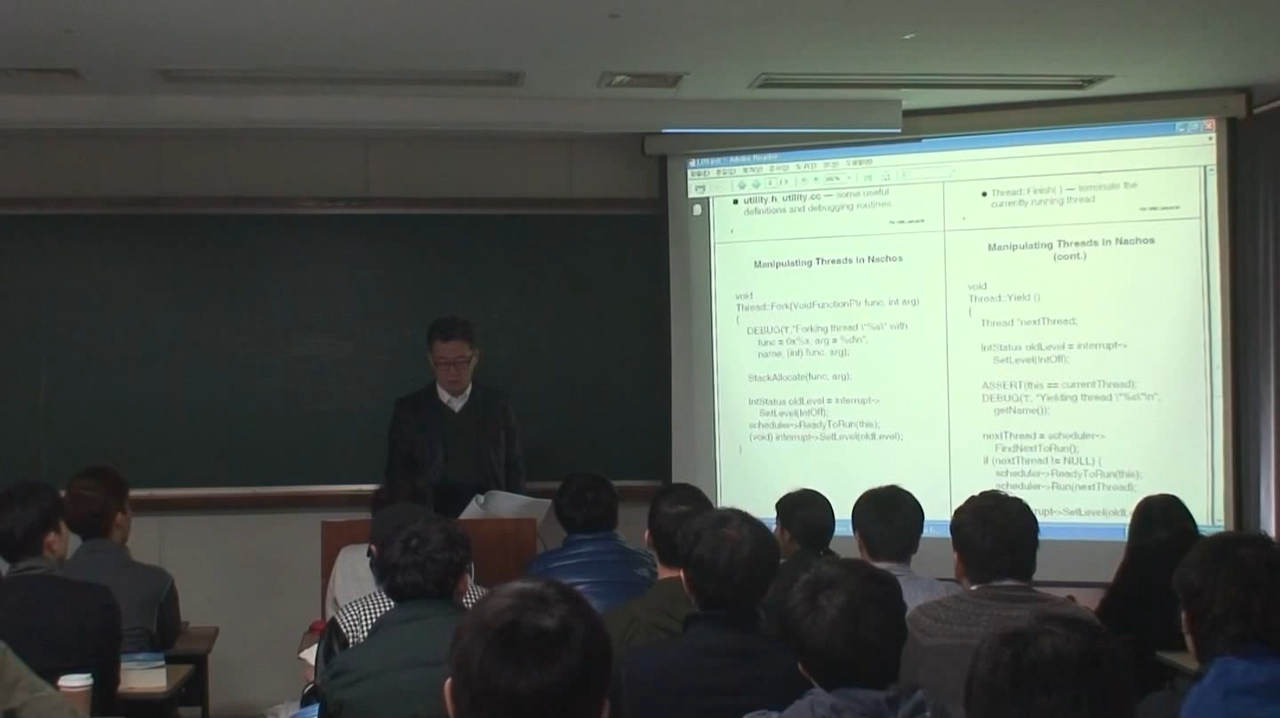 Adobe Reader
■ utility.h, utility.cc — some useful
definitions and debugging routines.
Manipulating Threads in Nachos
void
Thread::Fork(VoidFunctionPtr func, int arg)
{
DEBUG('t',"Forking thread \"%s\" with
func = 0x%x, arg = %d\n",
name, (int) func, arg);
StackAllocate(func, arg);
IntStatus oldLevel = interrupt->
SetLevel(IntOff);
scheduler->ReadyToRun(this);
(void) interrupt->SetLevel(oldLevel);
}
● Thread::Finish( ) — terminate the
currently running thread
Manipulating Threads in Nachos
(cont.)
void
Thread::Yield ()
{
Thread *nextThread;
IntStatus oldLevel = interrupt->
SetLevel(IntOff);
ASSERT(this == currentThread);
DEBUG('t', "Yielding thread \"%s\"\n",
getName());
nextThread = scheduler->
FindNextToRun();
if (nextThread != NULL) {
scheduler->ReadyToRun(this);
scheduler->Run(nextThread);